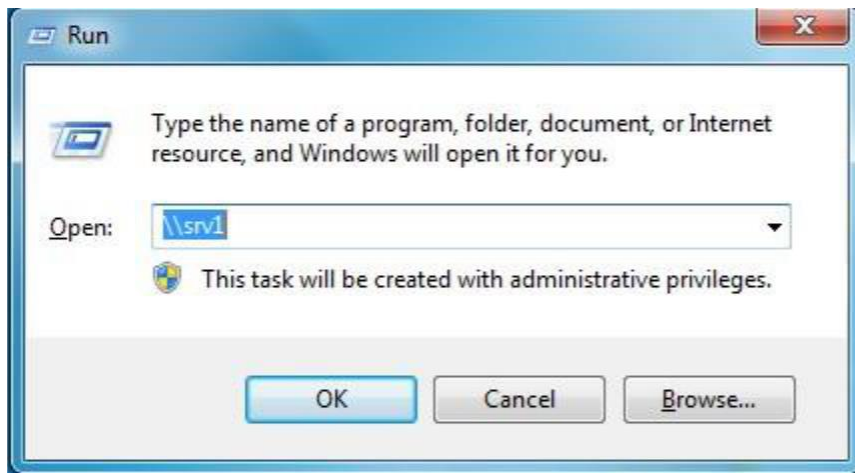 Run
Type the name of a program, folder, document, or Internet
resource, and Windows will open it for you.
Open: \\srv1
This task will be created with administrative privileges.
OK Cancel Browse...